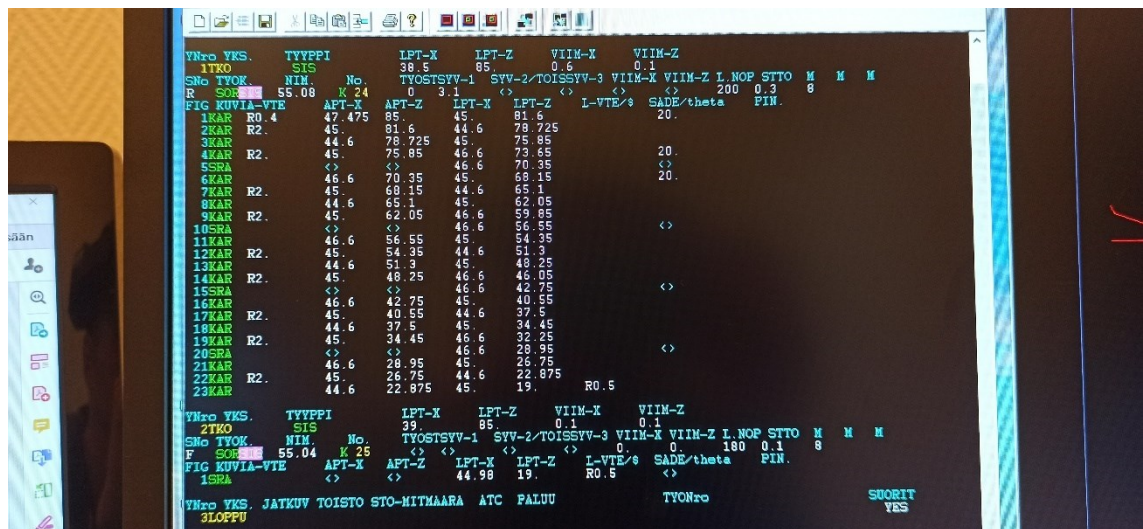 YNro YKS. TYYPPI LPT-X LPT-Z VIIM-X VIIM-Z
1TKO SIS 38.5 85. 0.6 0.1
SNo TYOK. NIM. No. TYOSTSYV-1 SYV-2/TOISSYV-3 VIIM-X VIIM-Z L.NOP STTO M M M
R SORSIS 55.08 K 24 0 3.1 <> <> <> <> 200 0.3 8
FIG KUVIA-VTE APT-X APT-Z LPT-X LPT-Z L-VTE/$ SADE/theta PIN.
1KAR R0.4 47.475 85. 45. 81.6 20.
2KAR R2. 45. 81.6 44.6 78.725
3KAR 44.6 78.725 45. 75.85
4KAR R2. 45. 75.85 46.6 73.65 20.
5SRA <> <> 46.6 70.35 <>
6KAR 46.6 70.35 45. 68.15 20.
7KAR R2. 45. 68.15 44.6 65.1
8KAR 44.6 65.1 45. 62.05
9KAR R2. 45. 62.05 46.6 59.85
10SRA <> <> 46.6 56.55 <>
11KAR 46.6 56.55 45. 54.35
12KAR R2. 45. 54.35 44.6 51.3
13KAR 44.6 51.3 45. 48.25
14KAR R2. 45. 48.25 46.6 46.05
15SRA <> <> 46.6 42.75 <>
16KAR 46.6 42.75 45. 40.55
17KAR R2. 45. 40.55 44.6 37.5
18KAR 44.6 37.5 45. 34.45
19KAR R2. 45. 34.45 46.6 32.25
20SRA <> <> 46.6 28.95 <>
21KAR 46.6 28.95 45. 26.75
22KAR R2. 45. 26.75 44.6 22.875
23KAR 44.6 22.875 45. 19. R0.5
YNro YKS. TYYPPI LPT-X LPT-Z VIIM-X VIIM-Z
2TKO SIS 39. 85. 0.1 0.1
SNo TYOK. NIM. No. TYOSTSYV-1 SYV-2/TOISSYV-3 VIIM-X VIIM-Z L.NOP STTO M M M
F SORSIS 55.04 K 25 <> <> <> <> 0. 0. 180 0.1 8
FIG KUVIA-VTE APT-X APT-Z LPT-X LPT-Z L-VTE/$ SADE/theta PIN.
1SRA <> <> 44.98 19. R0.5 <>
YNro YKS. JATKUV TOISTO STO-MITMAARA ATC PALUU TYONro SUORIT
3LOPPU YES
sään